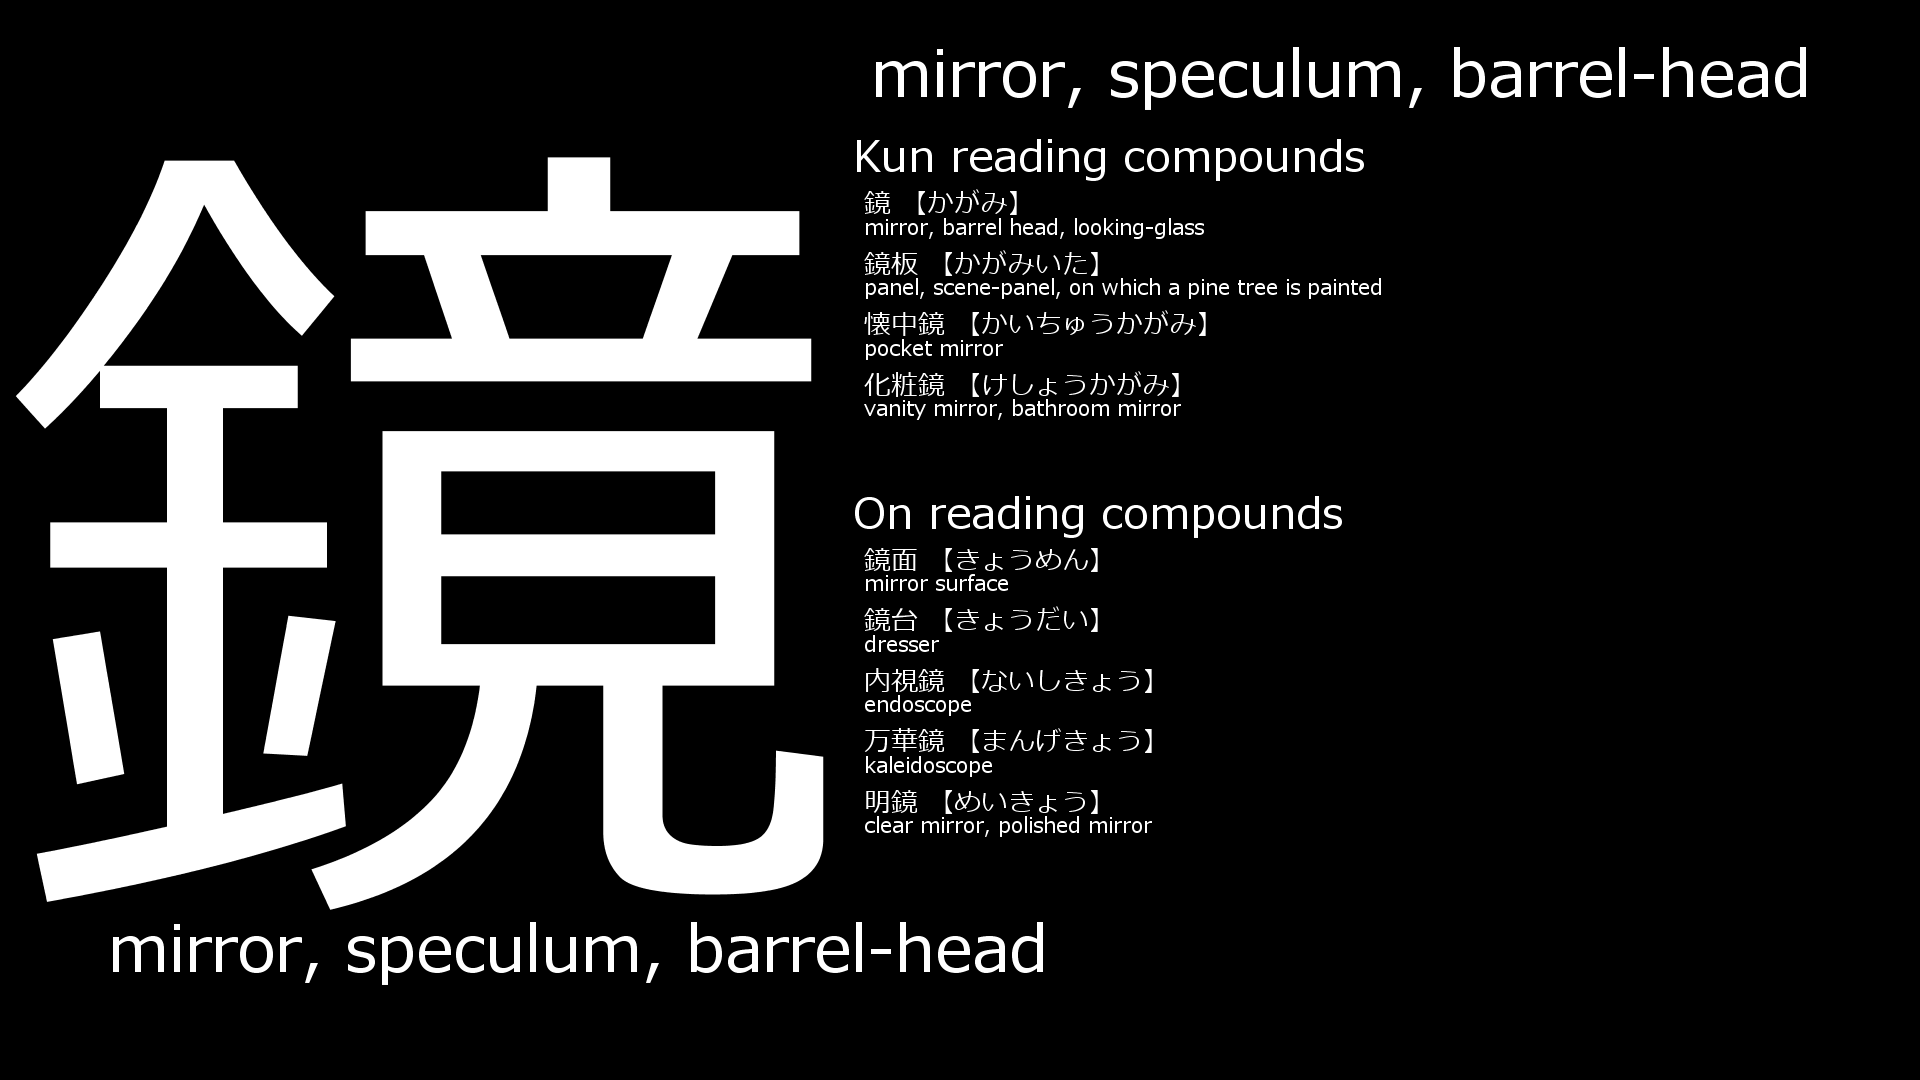 鏡
mirror, speculum, barrel-head
Kun reading compounds
鏡 【かがみ】
mirror, barrel head, looking-glass
鏡板 【かがみいた】
panel, scene-panel, on which a pine tree is painted
懐中鏡 【かいちゅうかがみ】
pocket mirror
化粧鏡 【けしょうかがみ】
vanity mirror, bathroom mirror
On reading compounds
鏡面 【きょうめん】
mirror surface
鏡台 【きょうだい】
dresser
内視鏡 【ないしきょう】
endoscope
万華鏡 【まんげきょう】
kaleidoscope
明鏡 【めいきょう】
clear mirror, polished mirror
mirror, speculum, barrel-head